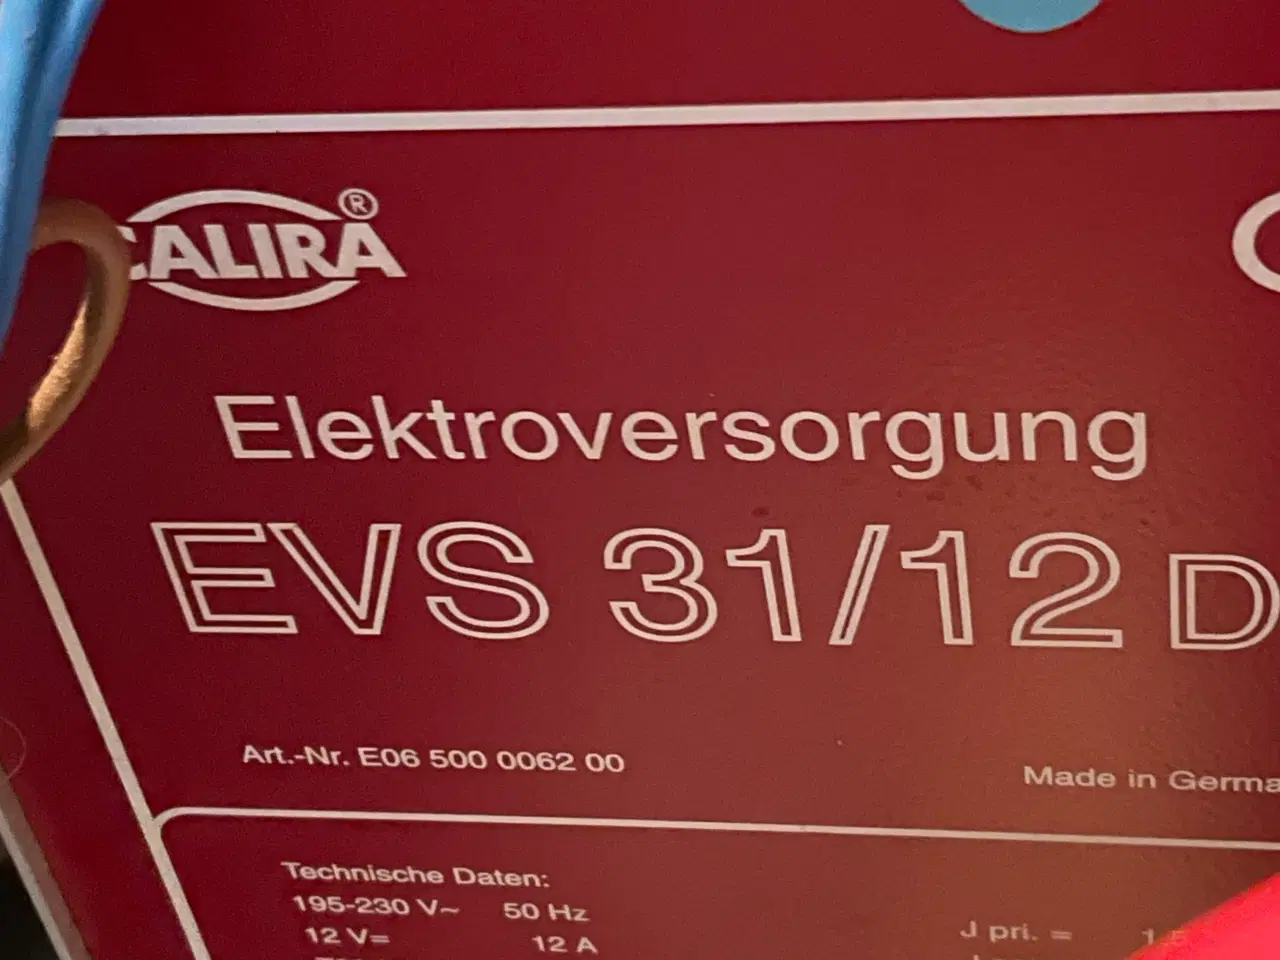 CALIRA®
Elektroversorgung
EVS 31/12 D
Art.-Nr. E06 500 0062 00
Made in Germa
Technische Daten:
195-230 V~ 50 Hz
12 V= 12 A
J pri. =